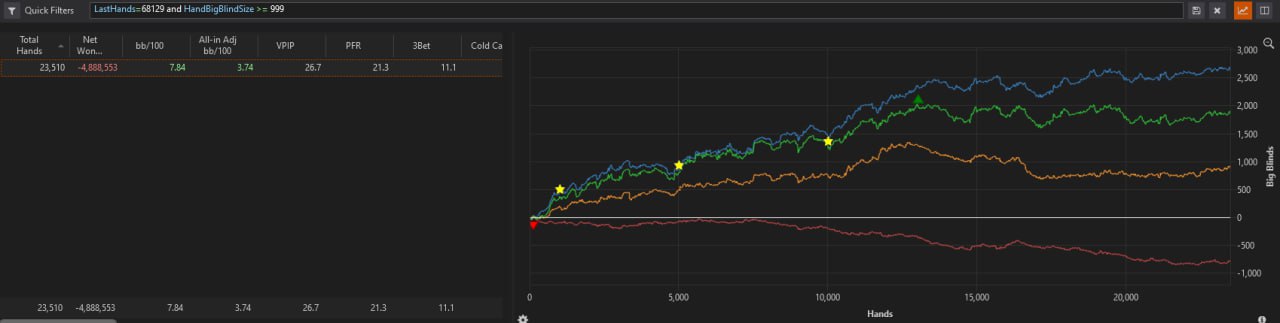 Quick Filters LastHands=68129 and HandBigBlindSize >= 999
Total Hands Net Won... bb/100 All-in Adj bb/100 VPIP PFR 3Bet Cold Ca
23,510 -4,888,553 7.84 3.74 26.7 21.3 11.1
23,510 -4,888,553 7.84 3.74 26.7 21.3 11.1
3,000
2,500
2,000
1,500
1,000
500
0
-500
-1,000
Big Blinds
0 5,000 10,000 15,000 20,000
Hands